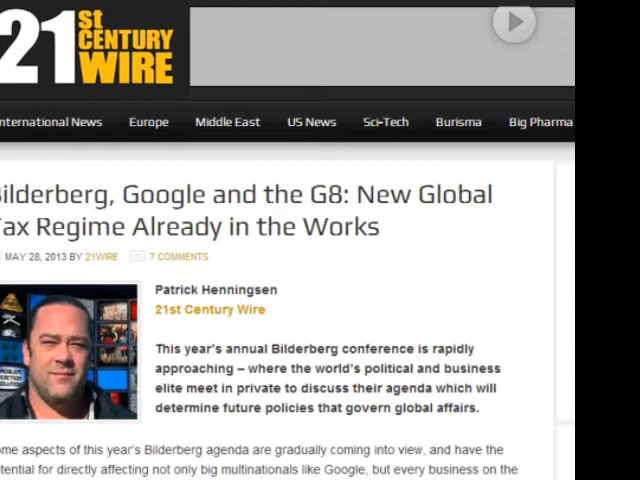 21st
CENTURY
WIRE
nternational News Europe Middle East US News Sci-Tech Burisma Big Pharma
ilderberg, Google and the G8: New Global
ax Regime Already in the Works
MAY 28, 2013 BY 21WIRE 7 COMMENTS
Patrick Henningsen
21st Century Wire
This year's annual Bilderberg conference is rapidly
approaching – where the world's political and business
elite meet in private to discuss their agenda which will
determine future policies that govern global affairs.
ome aspects of this year's Bilderberg agenda are gradually coming into view, and have the
tential for directly affecting not only big multinationals like Google, but every business on the